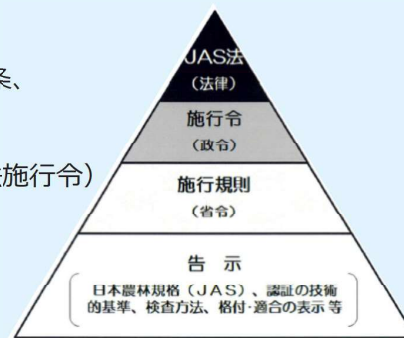 JAS法
(法律)
条、
施行令
(政令)
施行令)
施行規則
(省令)
告 示
日本農林規格(JAS)、認証の技術
的基準、検査方法、格付・適合の表示 等